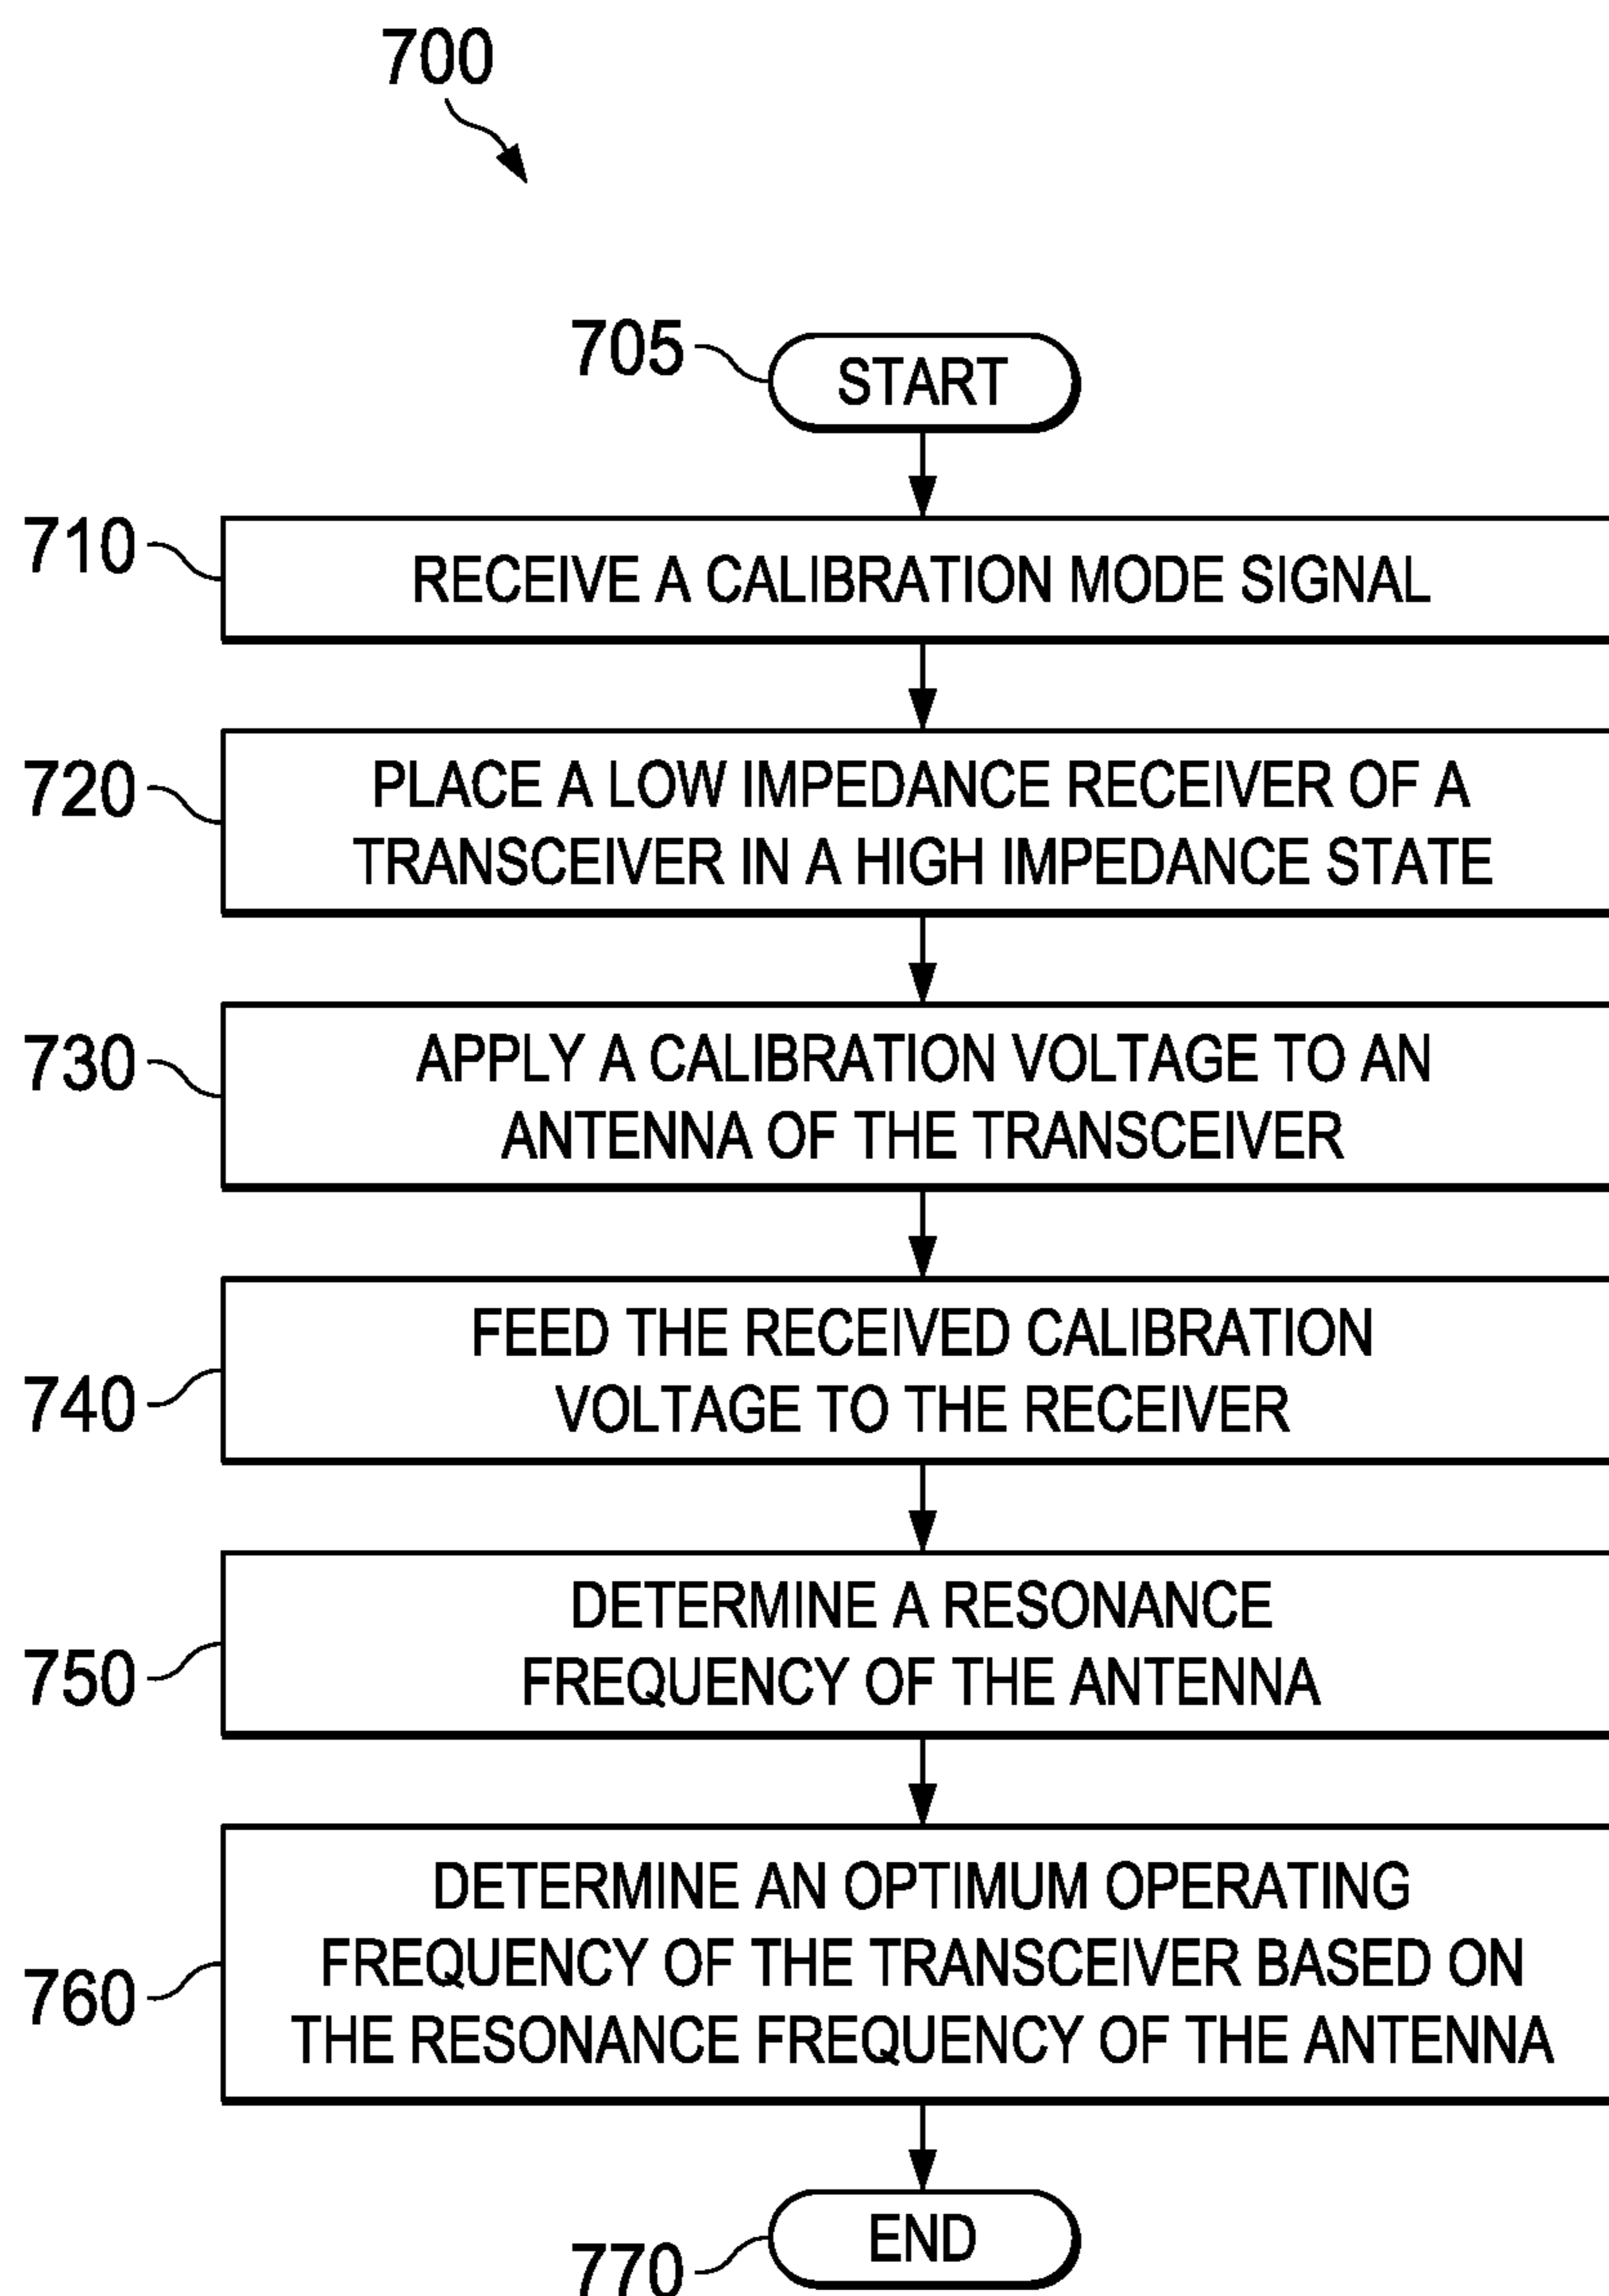 700
705
START
710
RECEIVE A CALIBRATION MODE SIGNAL
720
PLACE A LOW IMPEDANCE RECEIVER OF A
TRANSCEIVER IN A HIGH IMPEDANCE STATE
730
APPLY A CALIBRATION VOLTAGE TO AN
ANTENNA OF THE TRANSCEIVER
740
FEED THE RECEIVED CALIBRATION
VOLTAGE TO THE RECEIVER
750
DETERMINE A RESONANCE
FREQUENCY OF THE ANTENNA
760
DETERMINE AN OPTIMUM OPERATING
FREQUENCY OF THE TRANSCEIVER BASED ON
THE RESONANCE FREQUENCY OF THE ANTENNA
770
END